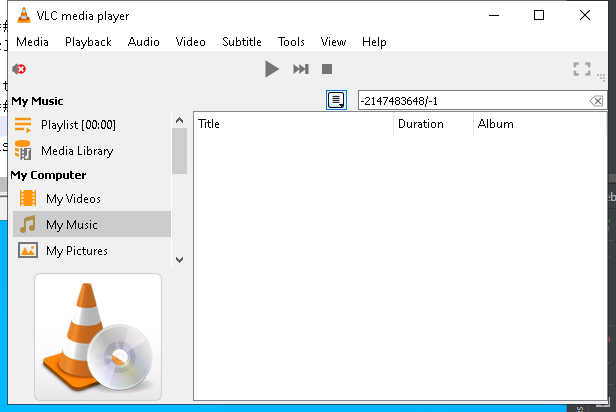 VLC media player
Media Playback Audio Video Subtitle Tools View Help
My Music
-2147483648/-1
Playlist [00:00]
Media Library
My Computer
My Videos
My Music
My Pictures
Title Duration Album